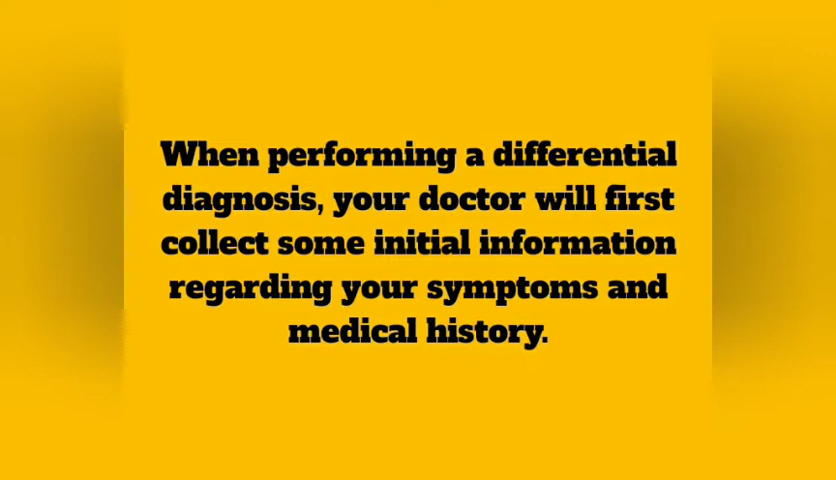 When performing a differential
diagnosis, your doctor will first
collect some initial information
regarding your symptoms and
medical history.